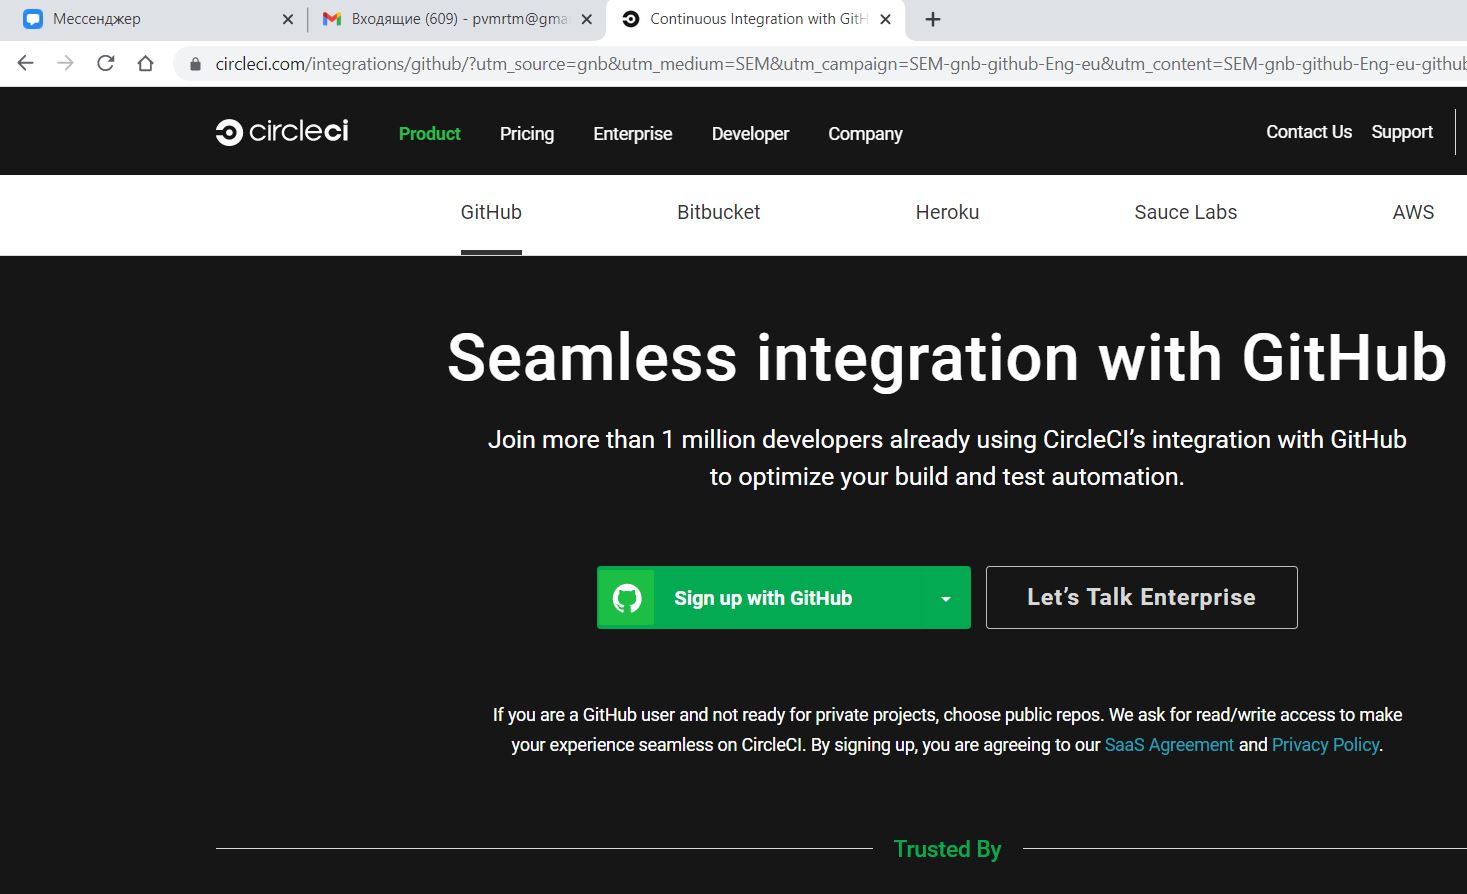 Мессенджер
Входящие (609) - pvmrtm@gma
Continuous Integration with GitH
circleci.com/integrations/github/?utm_source=gnb&utm_medium=SEM&utm_campaign=SEM-gnb-github-Eng-eu&utm_content=SEM-gnb-github-Eng-eu-github
circleci Product Pricing Enterprise Developer Company Contact Us Support
GitHub Bitbucket Heroku Sauce Labs AWS
Seamless integration with GitHub
Join more than 1 million developers already using CircleCI’s integration with GitHub
to optimize your build and test automation.
Sign up with GitHub
Let’s Talk Enterprise
If you are a GitHub user and not ready for private projects, choose public repos. We ask for read/write access to make
your experience seamless on CircleCI. By signing up, you are agreeing to our SaaS Agreement and Privacy Policy.
Trusted By